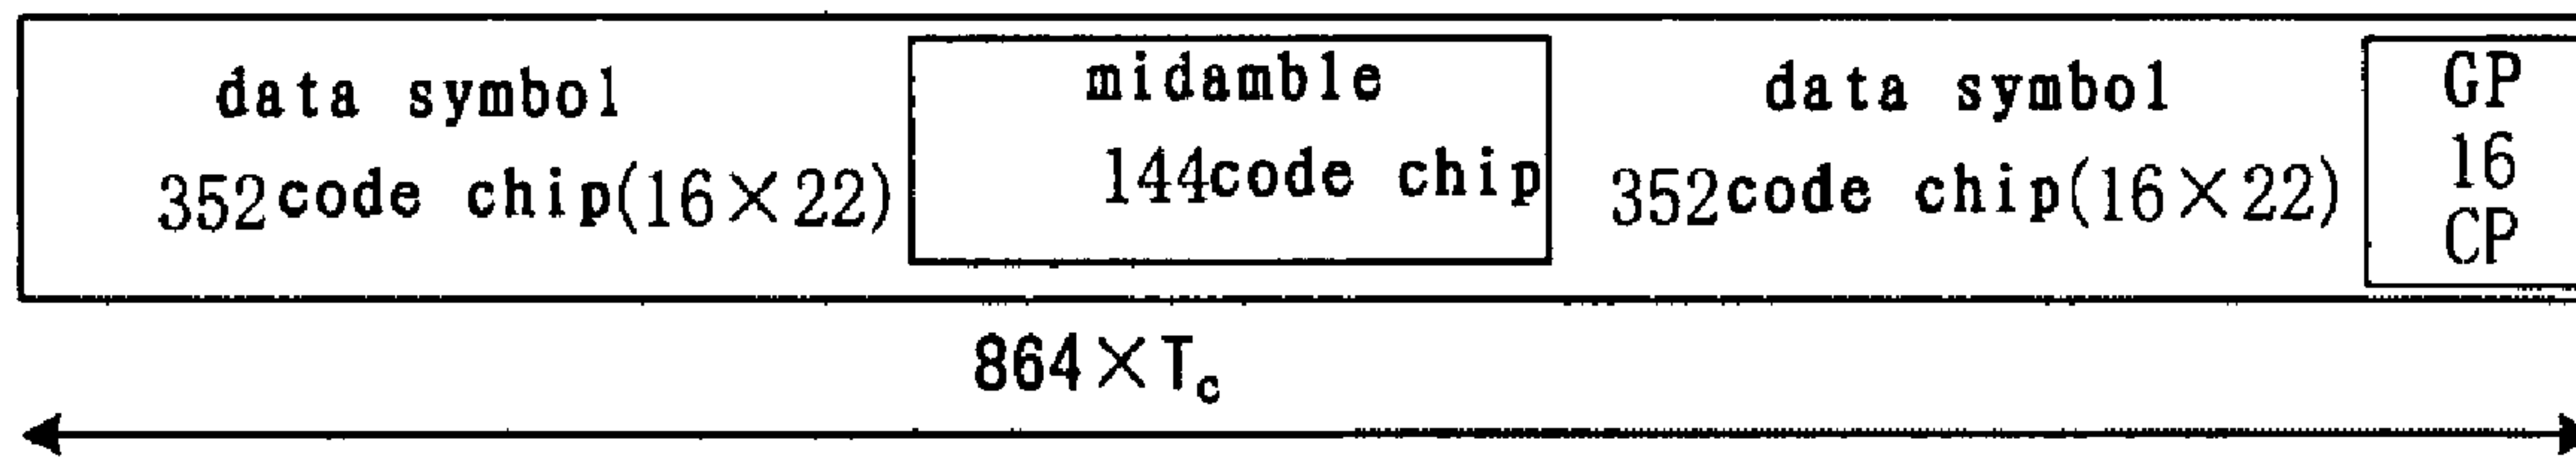 data symbol
352code chip(16×22)
midamble
144code chip
data symbol
352code chip(16×22)
GP
16
CP
864×Tc